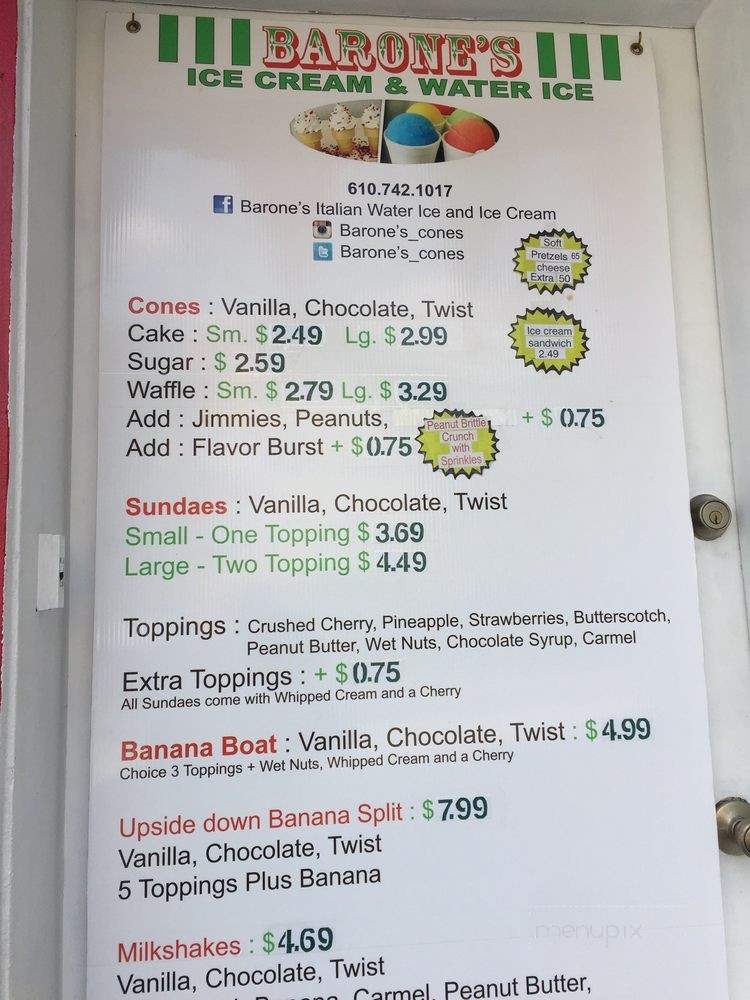 BARONE'S
ICE CREAM & WATER ICE
610.742.1017
Barone's Italian Water Ice and Ice Cream
Barone's_cones
Barone's_cones
Soft
Pretzels 65
cheese
Extra 50
Cones : Vanilla, Chocolate, Twist
Cake : Sm. $2.49 Lg. $2.99
Ice cream
sandwich
2.49
Sugar : $ 2.59
Waffle : Sm. $ 2.79 Lg. $ 3.29
Add : Jimmies, Peanuts, + $ 0.75
Add : Flavor Burst + $0.75
Peanut Brittle
Crunch
with
Sprinkles
Sundaes : Vanilla, Chocolate, Twist
Small - One Topping $ 3.69
Large - Two Topping $ 4.49
Toppings : Crushed Cherry, Pineapple, Strawberries, Butterscotch,
Peanut Butter, Wet Nuts, Chocolate Syrup, Carmel
Extra Toppings : + $ 0.75
All Sundaes come with Whipped Cream and a Cherry
Banana Boat : Vanilla, Chocolate, Twist : $4.99
Choice 3 Toppings + Wet Nuts, Whipped Cream and a Cherry
Upside down Banana Split : $ 7.99
Vanilla, Chocolate, Twist
5 Toppings Plus Banana
menupix
Milkshakes : $4.69
Vanilla, Chocolate, Twist
Banana, Carmel, Peanut Butter,